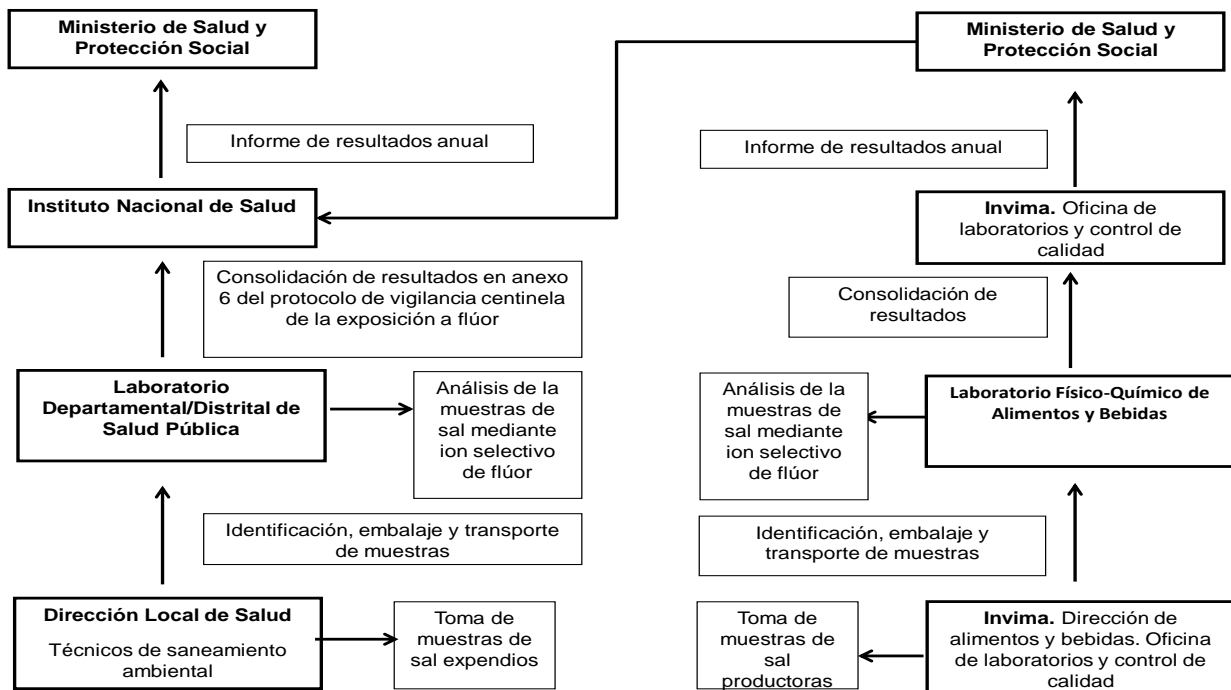 Ministerio de Salud y
Protección Social
Ministerio de Salud y
Protección Social
Informe de resultados anual
Informe de resultados anual
Instituto Nacional de Salud
Invima. Oficina de
laboratorios y control de
calidad
Consolidación de resultados en anexo
6 del protocolo de vigilancia centinela
de la exposición a flúor
Consolidación de
resultados
Laboratorio
Departamental/Distrital de
Salud Pública
Análisis de la
muestras de
sal mediante
ion selectivo
de flúor
Análisis de la
muestras de
sal mediante
ion selectivo
de flúor
Laboratorio Físico-Químico de
Alimentos y Bebidas
Identificación, embalaje y transporte
de muestras
Identificación, embalaje y
transporte de muestras
Dirección Local de Salud
Técnicos de saneamiento
ambiental
Toma de
muestras de
sal expendios
Toma de
muestras de
sal
productoras
Invima. Dirección de
alimentos y bebidas. Oficina
de laboratorios y control de
calidad